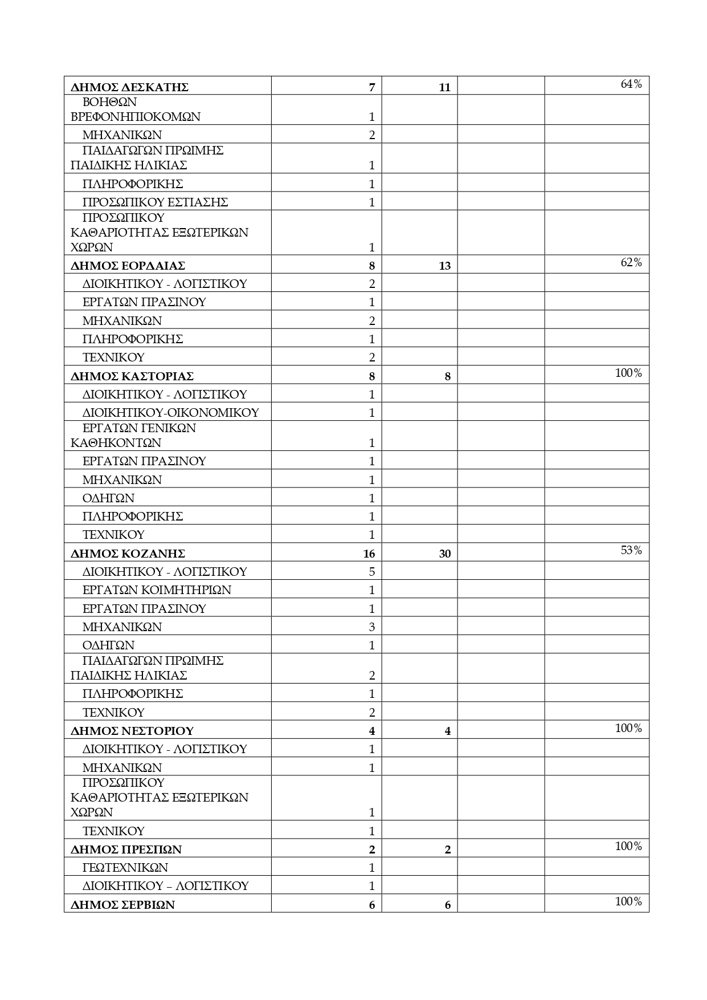 ΔΗΜΟΣ ΔΕΣΚΑΤΗΣ 7 11 64%
ΒΟΗΘΩΝ
ΒΡΕΦΟΝΗΠΙΟΚΟΜΩΝ 1
ΜΗΧΑΝΙΚΩΝ 2
ΠΑΙΔΑΓΩΓΩΝ ΠΡΩΙΜΗΣ
ΠΑΙΔΙΚΗΣ ΗΛΙΚΙΑΣ 1
ΠΛΗΡΟΦΟΡΙΚΗΣ 1
ΠΡΟΣΩΠΙΚΟΥ ΕΣΤΙΑΣΗΣ 1
ΠΡΟΣΩΠΙΚΟΥ
ΚΑΘΑΡΙΟΤΗΤΑΣ ΕΞΩΤΕΡΙΚΩΝ
ΧΩΡΩΝ 1
ΔΗΜΟΣ ΕΟΡΔΑΙΑΣ 8 13 62%
ΔΙΟΙΚΗΤΙΚΟΥ - ΛΟΓΙΣΤΙΚΟΥ 2
ΕΡΓΑΤΩΝ ΠΡΑΣΙΝΟΥ 1
ΜΗΧΑΝΙΚΩΝ 2
ΠΛΗΡΟΦΟΡΙΚΗΣ 1
ΤΕΧΝΙΚΟΥ 2
ΔΗΜΟΣ ΚΑΣΤΟΡΙΑΣ 8 8 100%
ΔΙΟΙΚΗΤΙΚΟΥ - ΛΟΓΙΣΤΙΚΟΥ 1
ΔΙΟΙΚΗΤΙΚΟΥ-ΟΙΚΟΝΟΜΙΚΟΥ 1
ΕΡΓΑΤΩΝ ΓΕΝΙΚΩΝ
ΚΑΘΗΚΟΝΤΩΝ 1
ΕΡΓΑΤΩΝ ΠΡΑΣΙΝΟΥ 1
ΜΗΧΑΝΙΚΩΝ 1
ΟΔΗΓΩΝ 1
ΠΛΗΡΟΦΟΡΙΚΗΣ 1
ΤΕΧΝΙΚΟΥ 1
ΔΗΜΟΣ ΚΟΖΑΝΗΣ 16 30 53%
ΔΙΟΙΚΗΤΙΚΟΥ - ΛΟΓΙΣΤΙΚΟΥ 5
ΕΡΓΑΤΩΝ ΚΟΙΜΗΤΗΡΙΩΝ 1
ΕΡΓΑΤΩΝ ΠΡΑΣΙΝΟΥ 1
ΜΗΧΑΝΙΚΩΝ 3
ΟΔΗΓΩΝ 1
ΠΑΙΔΑΓΩΓΩΝ ΠΡΩΙΜΗΣ
ΠΑΙΔΙΚΗΣ ΗΛΙΚΙΑΣ 2
ΠΛΗΡΟΦΟΡΙΚΗΣ 1
ΤΕΧΝΙΚΟΥ 2
ΔΗΜΟΣ ΝΕΣΤΟΡΙΟΥ 4 4 100%
ΔΙΟΙΚΗΤΙΚΟΥ - ΛΟΓΙΣΤΙΚΟΥ 1
ΜΗΧΑΝΙΚΩΝ 1
ΠΡΟΣΩΠΙΚΟΥ
ΚΑΘΑΡΙΟΤΗΤΑΣ ΕΞΩΤΕΡΙΚΩΝ
ΧΩΡΩΝ 1
ΤΕΧΝΙΚΟΥ 1
ΔΗΜΟΣ ΠΡΕΣΠΩΝ 2 2 100%
ΓΕΩΤΕΧΝΙΚΩΝ 1
ΔΙΟΙΚΗΤΙΚΟΥ – ΛΟΓΙΣΤΙΚΟΥ 1
ΔΗΜΟΣ ΣΕΡΒΙΩΝ 6 6 100%